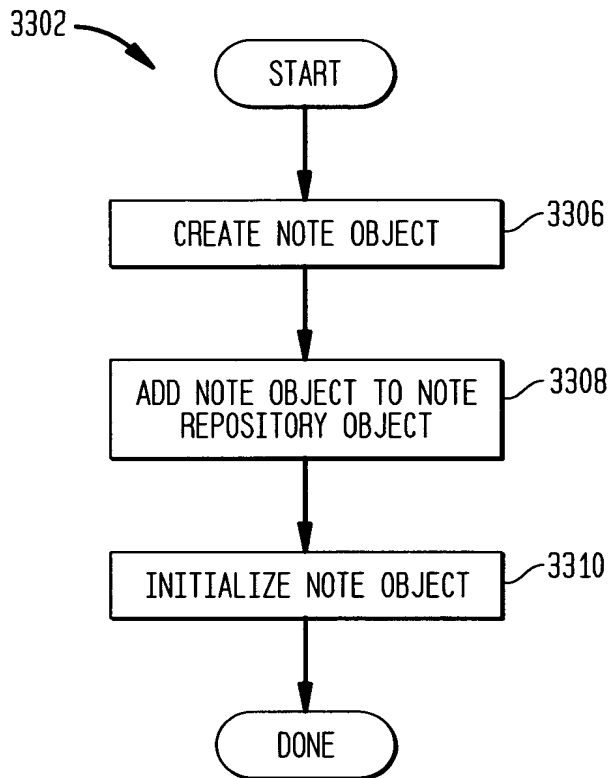 3302
START
CREATE NOTE OBJECT
3306
ADD NOTE OBJECT TO NOTE
REPOSITORY OBJECT
3308
INITIALIZE NOTE OBJECT
3310
DONE